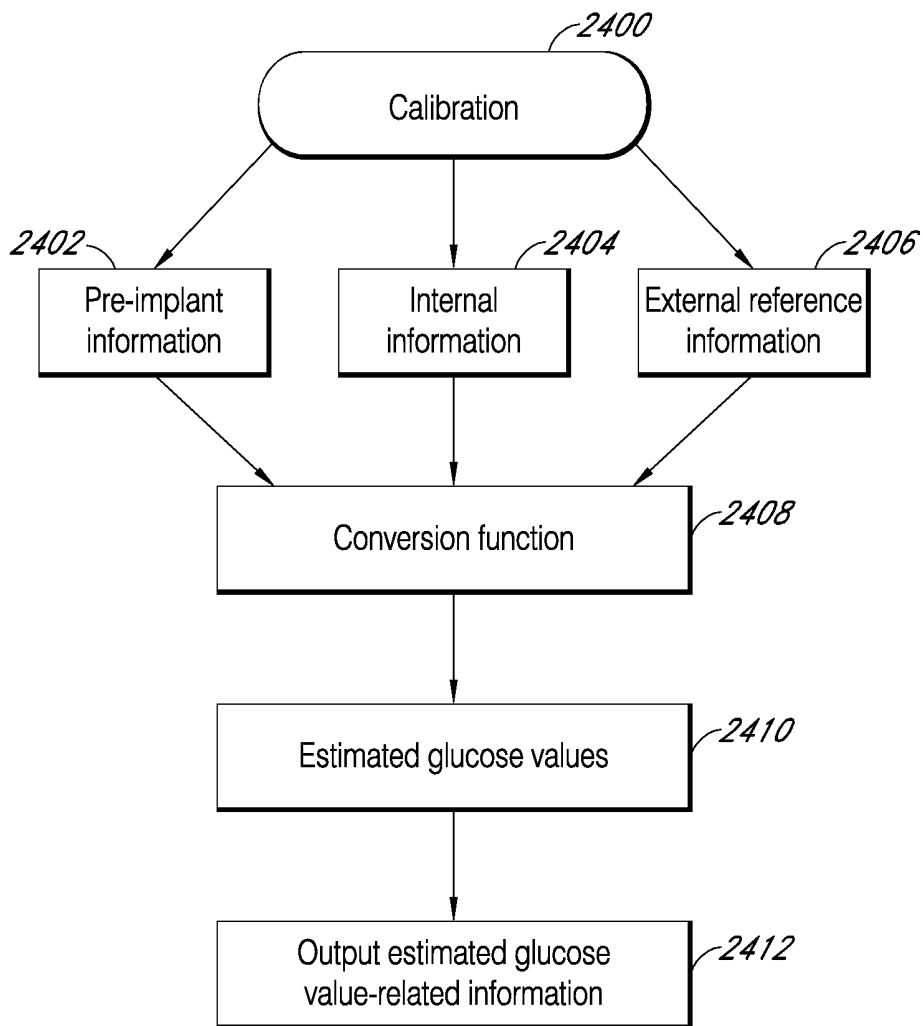 2400
Calibration
2402
2404
2406
Pre-implant
information
Internal
information
External reference
information
2408
Conversion function
2410
Estimated glucose values
2412
Output estimated glucose
value-related information